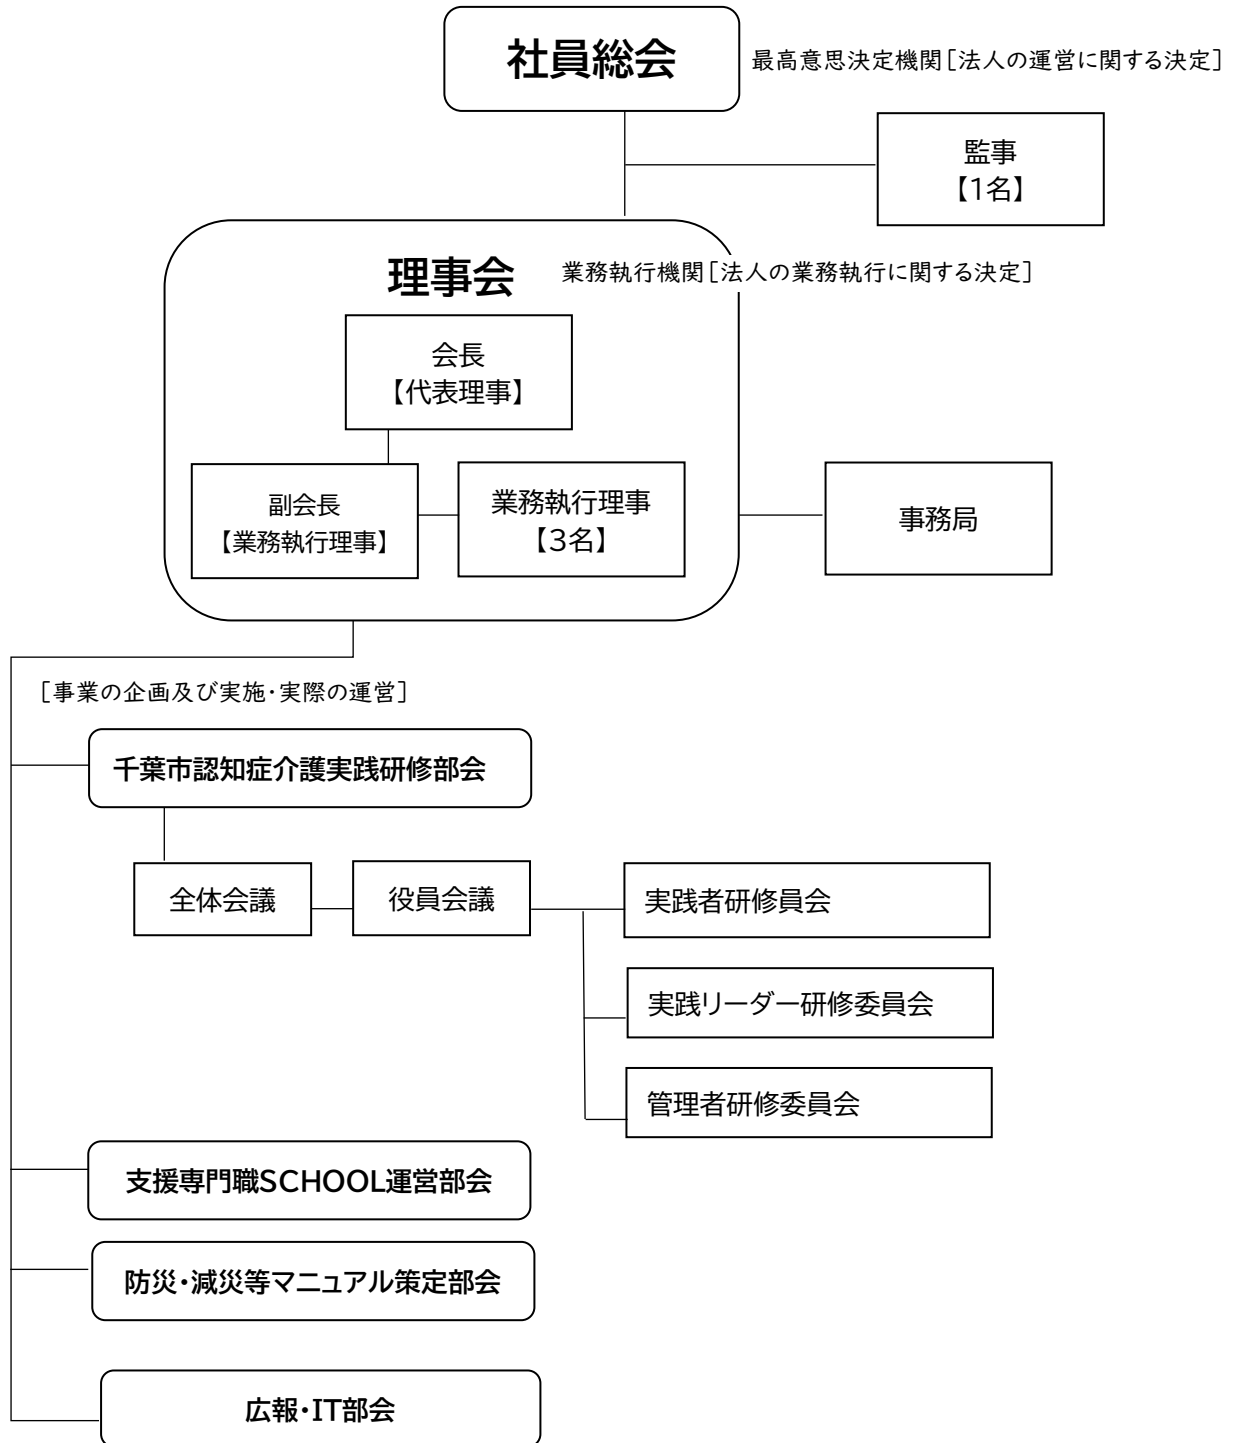 社員総会
最高意思決定機関[法人の運営に関する決定]
監事
【1名】
理事会
業務執行機関[法人の業務執行に関する決定]
会長
【代表理事】
副会長
【業務執行理事】
業務執行理事
【3名】
事務局
[事業の企画及び実施・実際の運営]
千葉市認知症介護実践研修部会
全体会議
役員会議
実践者研修員会
実践リーダー研修委員会
管理者研修委員会
支援専門職SCHOOL運営部会
防災・減災等マニュアル策定部会
広報・IT部会